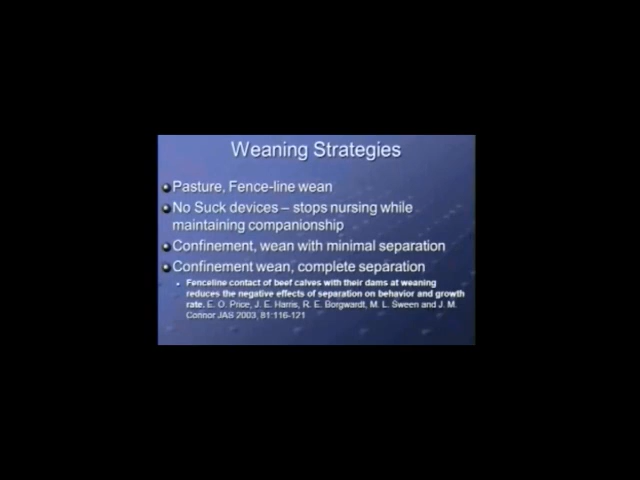 Weaning Strategies
Pasture, Fence-line wean
No Suck devices – stops nursing while
maintaining companionship
Confinement, wean with minimal separation
Confinement wean, complete separation
Fenceline contact of beef calves with their dams at weaning
reduces the negative effects of separation on behavior and growth
rate, E. O. Price, J. E. Harris, R. E. Borgwardt, M. L. Sween and J. M.
Connor JAS 2003, 81:116-121